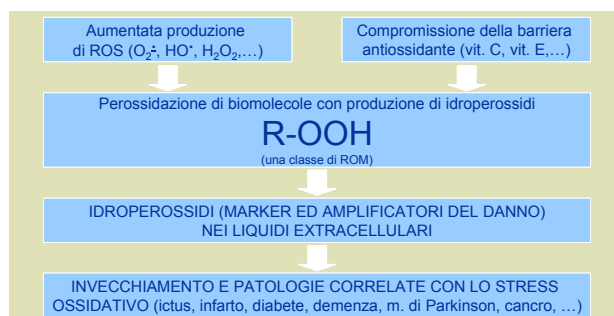 Aumentata produzione
di ROS (O₂⁻̇, HO˙, H₂O₂,…)
Compromissione della barriera
antiossidante (vit. C, vit. E,…)
Perossidazione di biomolecole con produzione di idroperossidi
R-OOH
(una classe di ROM)
IDROPEROSSIDI (MARKER ED AMPLIFICATORI DEL DANNO)
NEI LIQUIDI EXTRACELLULARI
INVECCHIAMENTO E PATOLOGIE CORRELATE CON LO STRESS
OSSIDATIVO (ictus, infarto, diabete, demenza, m. di Parkinson, cancro, …)